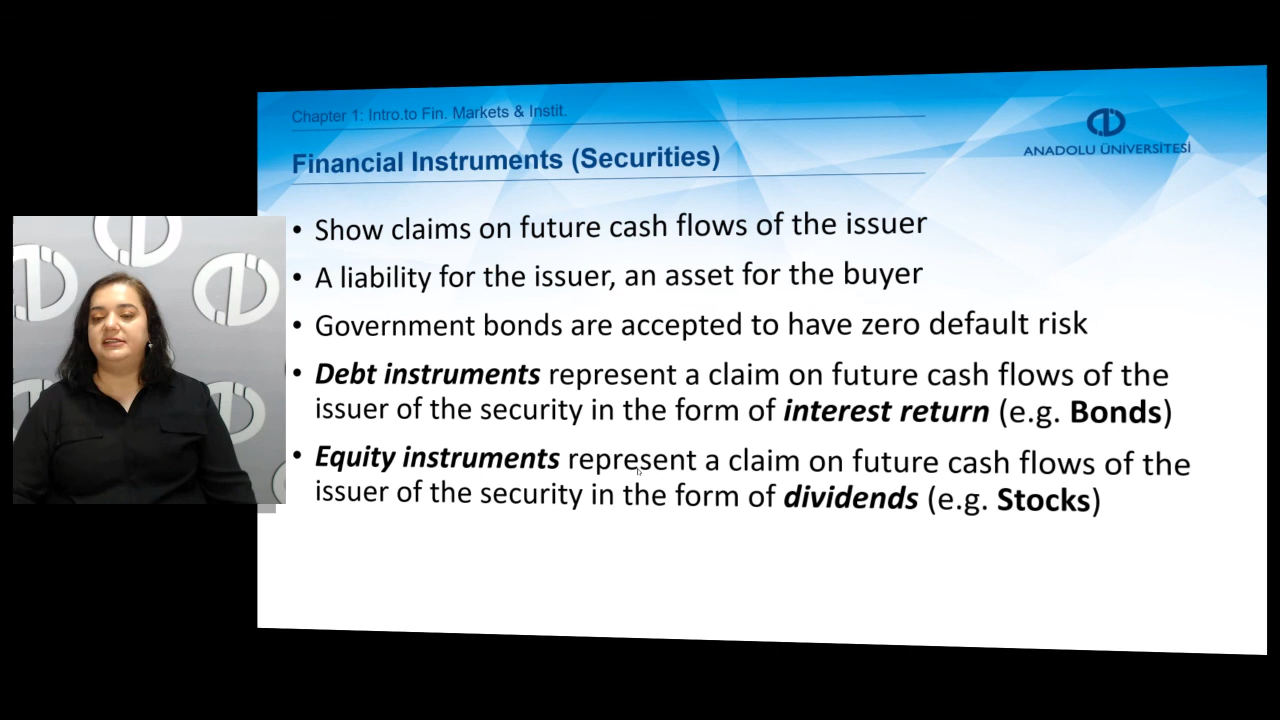 Chapter 1: Intro.to Fin. Markets & Instit.
ANADOLU ÜNİVERSİTESİ
Financial Instruments (Securities)
• Show claims on future cash flows of the issuer
• A liability for the issuer, an asset for the buyer
• Government bonds are accepted to have zero default risk
• Debt instruments represent a claim on future cash flows of the
issuer of the security in the form of interest return (e.g. Bonds)
• Equity instruments represent a claim on future cash flows of the
issuer of the security in the form of dividends (e.g. Stocks)